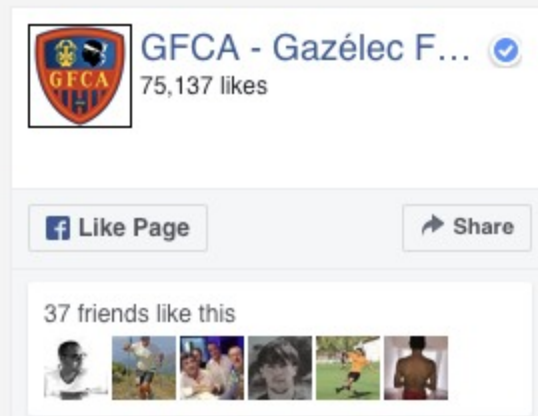 GFCA - Gazélec F...
75,137 likes
GFCA
Like Page
Share
37 friends like this